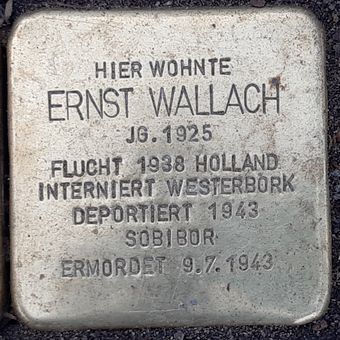 HIER WOHNTE
ERNST WALLACH
JG. 1925
FLUCHT 1938 HOLLAND
INTERNIERT WESTERBORK
DEPORTIERT 1943
SOBIBOR
ERMORDET 9.7.1943